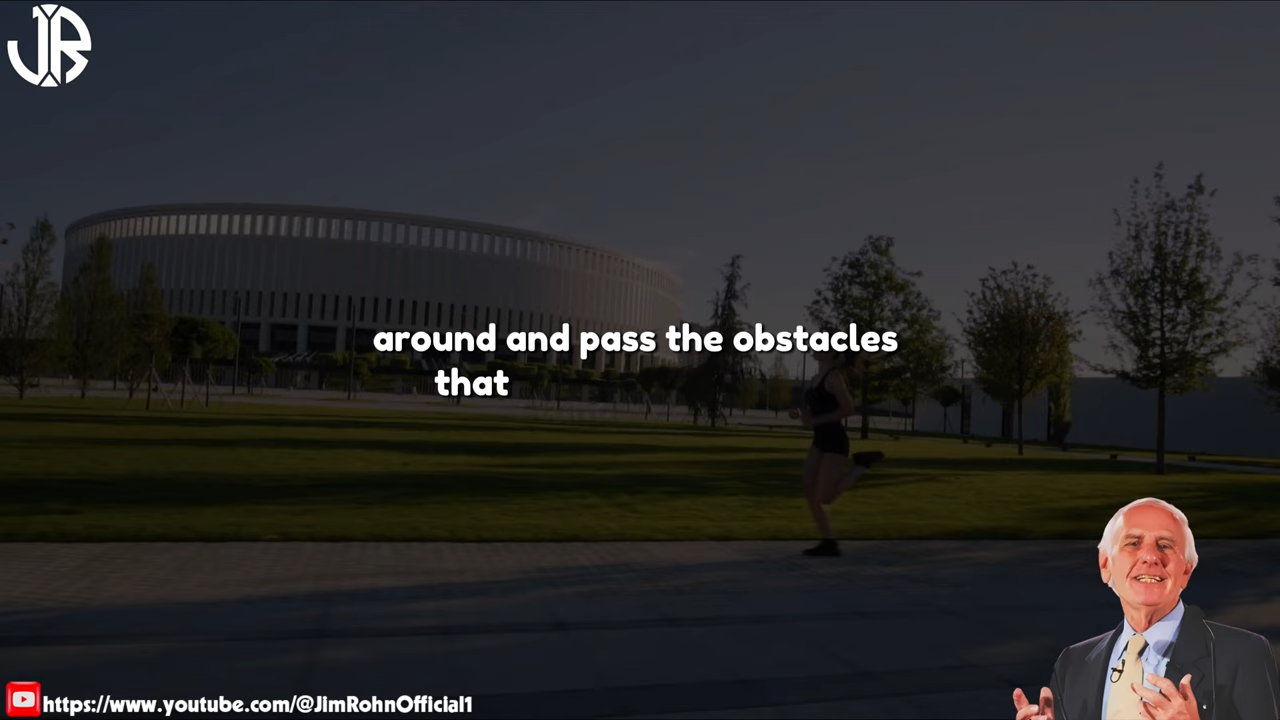 JR
around and pass the obstacles
that
https://www.youtube.com/@JimRohnOfficial1